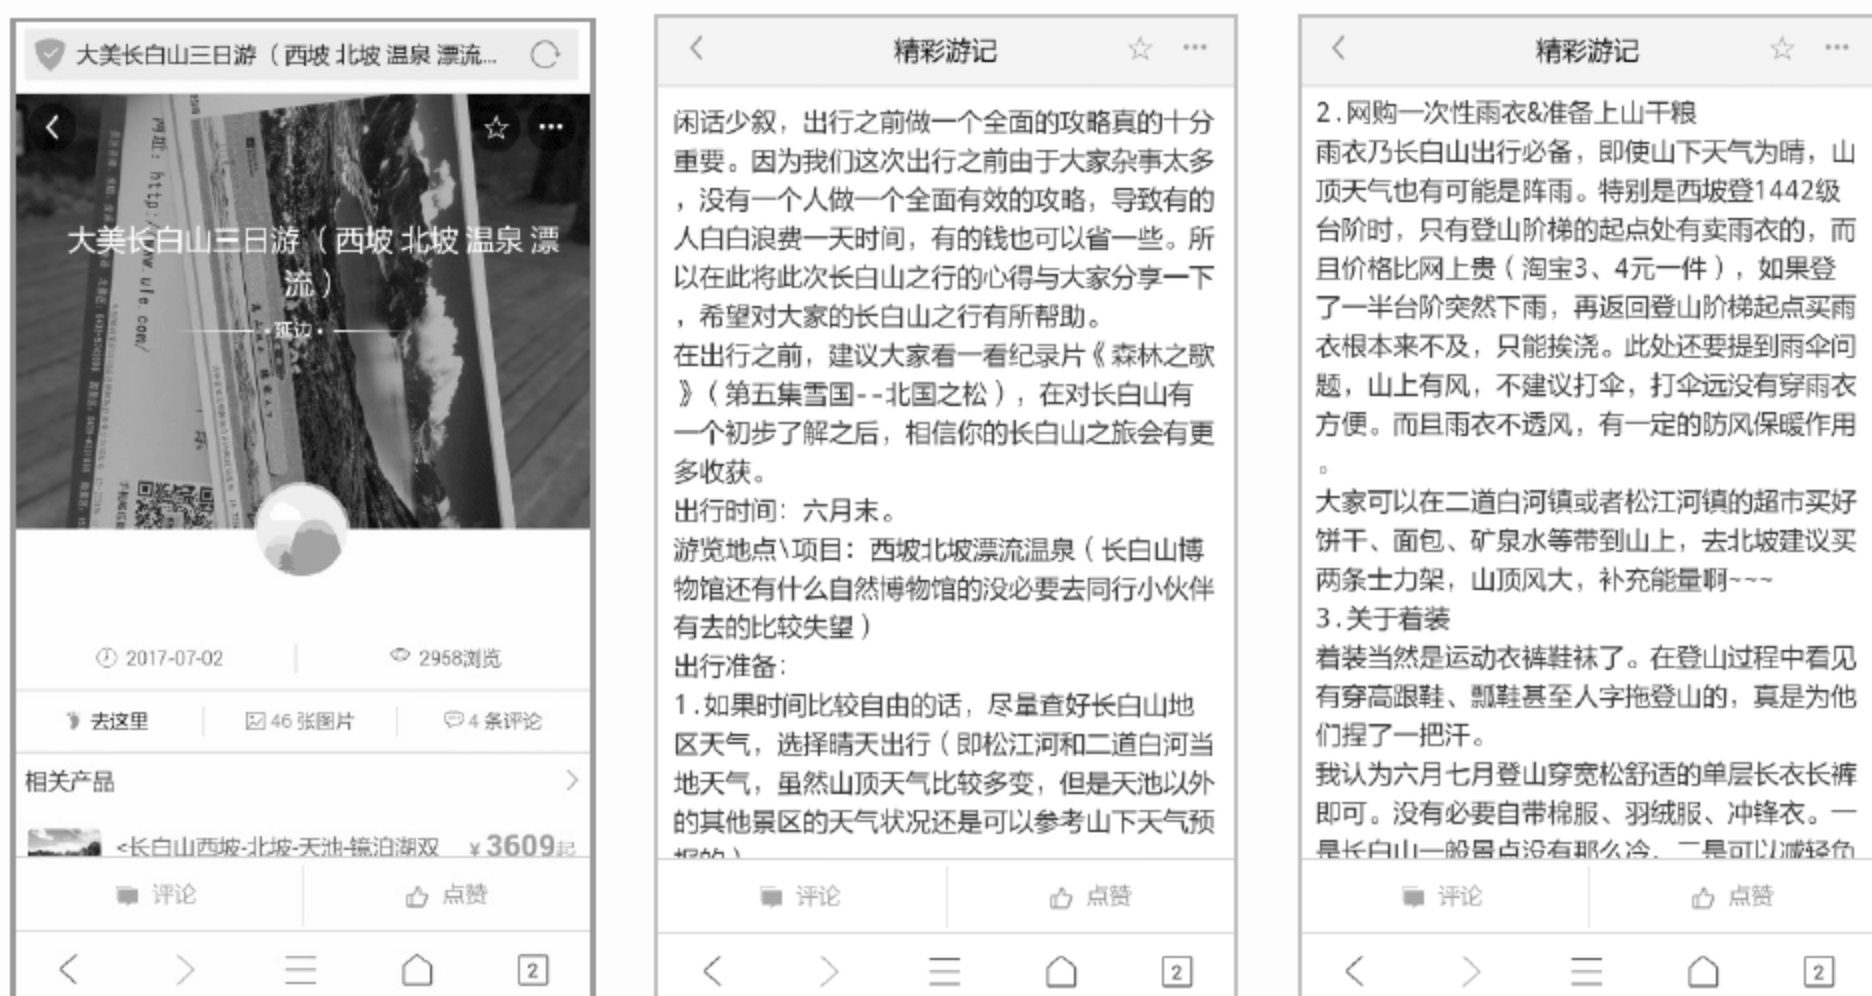 大美长白山三日游（西坡 北坡 温泉 漂流...
网址：http:/
ww.ule.com/
大美长白山三日游（西坡 北坡 温泉 漂
流）
·延边·
2017-07-02
2958浏览
去这里
46 张图片
4 条评论
相关产品
<长白山西坡-北坡-天池-镜泊湖双
¥3609起
评论
点赞
2
精彩游记
闲话少叙，出行之前做一个全面的攻略真的十分
重要。因为我们这次出行之前由于大家杂事太多
，没有一个人做一个全面有效的攻略，导致有的
人白白浪费一天时间，有的钱也可以省一些。所
以在此将此次长白山之行的心得与大家分享一下
，希望对大家的长白山之行有所帮助。
在出行之前，建议大家看一看纪录片《森林之歌
》（第五集雪国--北国之松），在对长白山有
一个初步了解之后，相信你的长白山之旅会有更
多收获。
出行时间：六月末。
游览地点\项目：西坡北坡漂流温泉（长白山博
物馆还有什么自然博物馆的没必要去同行小伙伴
有去的比较失望）
出行准备：
1.如果时间比较自由的话，尽量查好长白山地
区天气，选择晴天出行（即松江河和二道白河当
地天气，虽然山顶天气比较多变，但是天池以外
的其他景区的天气状况还是可以参考山下天气预
报的）
评论
点赞
2
精彩游记
2.网购一次性雨衣&准备上山干粮
雨衣乃长白山出行必备，即使山下天气为晴，山
顶天气也有可能是阵雨。特别是西坡登1442级
台阶时，只有登山阶梯的起点处有卖雨衣的，而
且价格比网上贵（淘宝3、4元一件），如果登
了一半台阶突然下雨，再返回登山阶梯起点买雨
衣根本来不及，只能挨浇。此处还要提到雨伞问
题，山上有风，不建议打伞，打伞远没有穿雨衣
方便。而且雨衣不透风，有一定的防风保暖作用
。
大家可以在二道白河镇或者松江河镇的超市买好
饼干、面包、矿泉水等带到山上，去北坡建议买
两条士力架，山顶风大，补充能量啊~~~
3.关于着装
着装当然是运动衣裤鞋袜了。在登山过程中看见
有穿高跟鞋、瓢鞋甚至人字拖登山的，真是为他
们捏了一把汗。
我认为六月七月登山穿宽松舒适的单层长衣长裤
即可。没有必要自带棉服、羽绒服、冲锋衣。一
是长白山一般景点没有那么冷，二是可以减轻负
评论
点赞
2